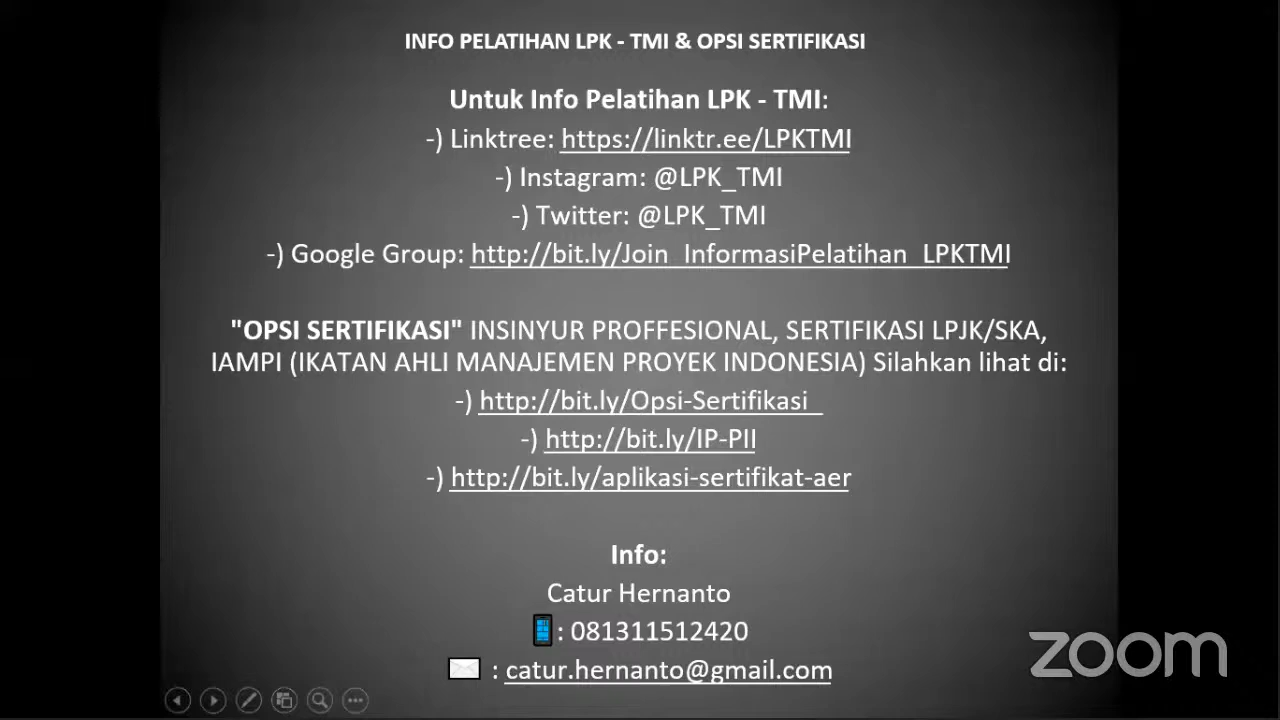 INFO PELATIHAN LPK - TMI & OPSI SERTIFIKASI
Untuk Info Pelatihan LPK - TMI:
-) Linktree: https://linktr.ee/LPKTMI
-) Instagram: @LPK_TMI
-) Twitter: @LPK_TMI
-) Google Group: http://bit.ly/Join_InformasiPelatihan_LPKTMI
"OPSI SERTIFIKASI" INSINYUR PROFFESIONAL, SERTIFIKASI LPJK/SKA,
IAMPI (IKATAN AHLI MANAJEMEN PROYEK INDONESIA) Silahkan lihat di:
-) http://bit.ly/Opsi-Sertifikasi
-) http://bit.ly/IP-PII
-) http://bit.ly/aplikasi-sertifikat-aer
Info:
Catur Hernanto
: 081311512420
: catur.hernanto@gmail.com
zoom